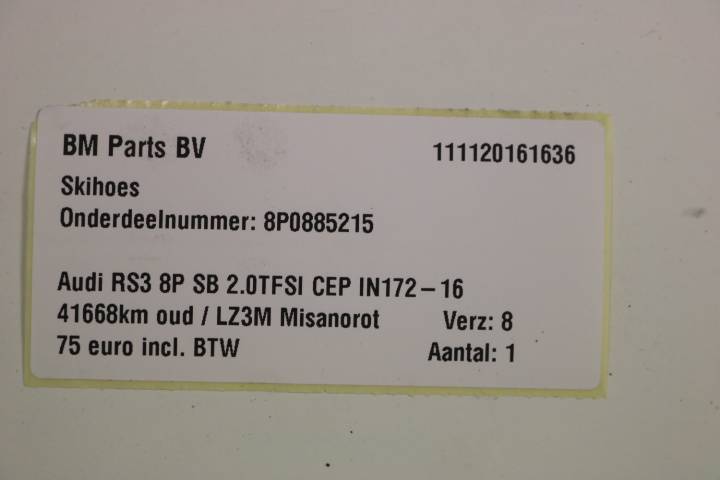 BM Parts BV 111120161636
Skihoes
Onderdeelnummer: 8P0885215
Audi RS3 8P SB 2.0TFSI CEP IN172-16
41668km oud / LZ3M Misanorot Verz: 8
75 euro incl. BTW Aantal: 1